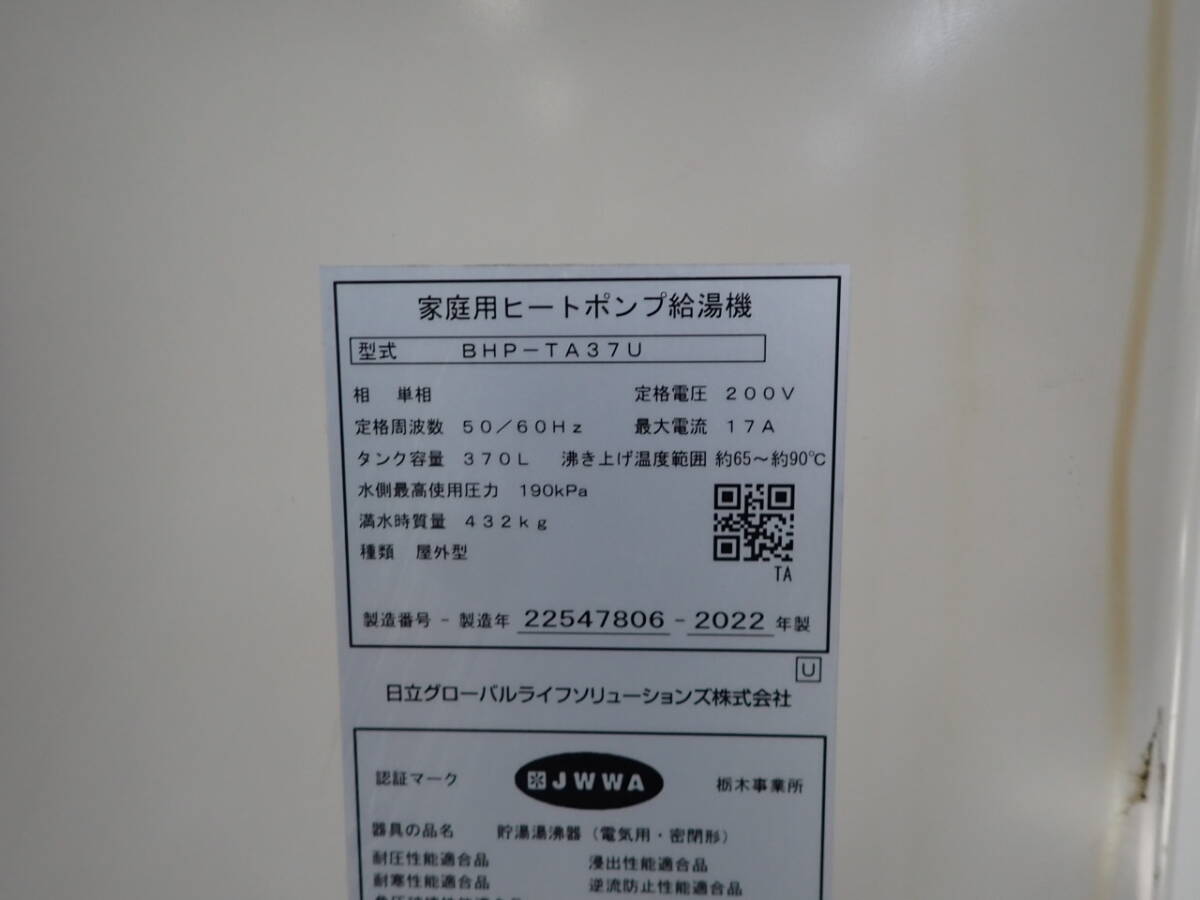 家庭用ヒートポンプ給湯機
型式 BHP-TA37U
相 単相 定格電圧 200V
定格周波数 50/60Hz 最大電流 17A
タンク容量 370L 沸き上げ温度範囲 約65~約90℃
水側最高使用圧力 190kPa
満水時質量 432kg
種類 屋外型
TA
製造番号 - 製造年 22547806 - 2022 年製
U
日立グローバルライフソリューションズ株式会社
認証マーク JWWA 栃木事業所
器具の品名 貯湯湯沸器(電気用・密閉形)
耐圧性能適合品 浸出性能適合品
耐寒性能適合品 逆流防止性能適合品